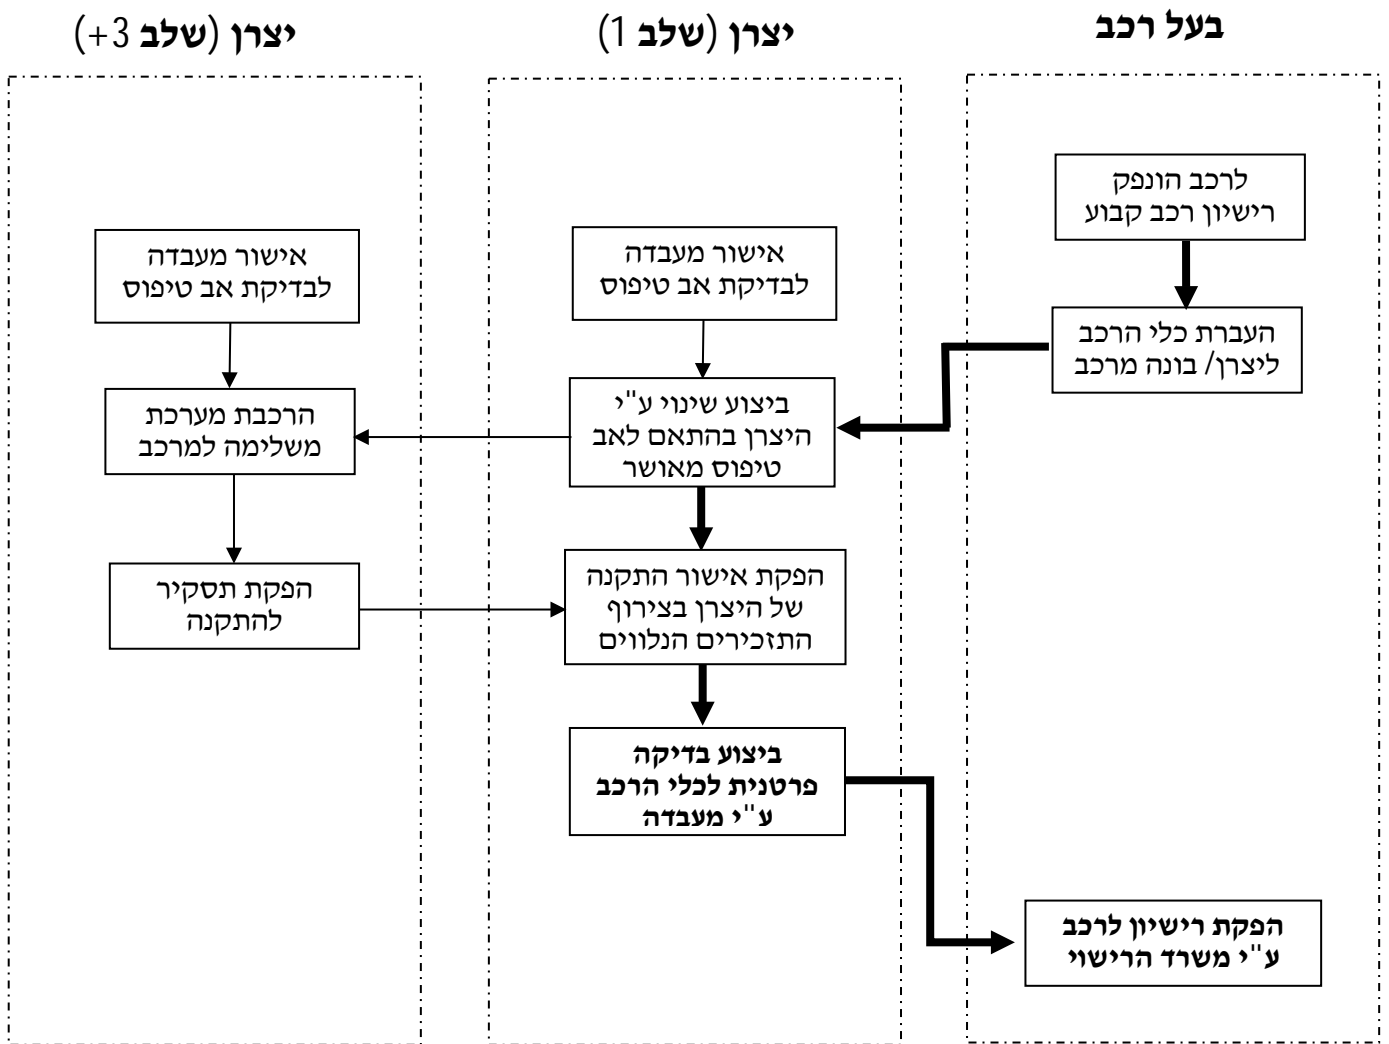 בעל רכב
יצרן (שלב 1)
יצרן (שלב 3+)
לרכב הונפק
רישיון רכב קבוע
העברת כלי הרכב
ליצרן/ בונה מרכב
הפקת רישיון לרכב
ע"י משרד הרישוי
אישור מעבדה
לבדיקת אב טיפוס
ביצוע שינוי ע"י
היצרן בהתאם לאב
טיפוס מאושר
הפקת אישור התקנה
של היצרן בצירוף
התזכירים הנלווים
ביצוע בדיקה
פרטנית לכלי הרכב
ע"י מעבדה
אישור מעבדה
לבדיקת אב טיפוס
הרכבת מערכת
משלימה למרכב
הפקת תסקיר
להתקנה